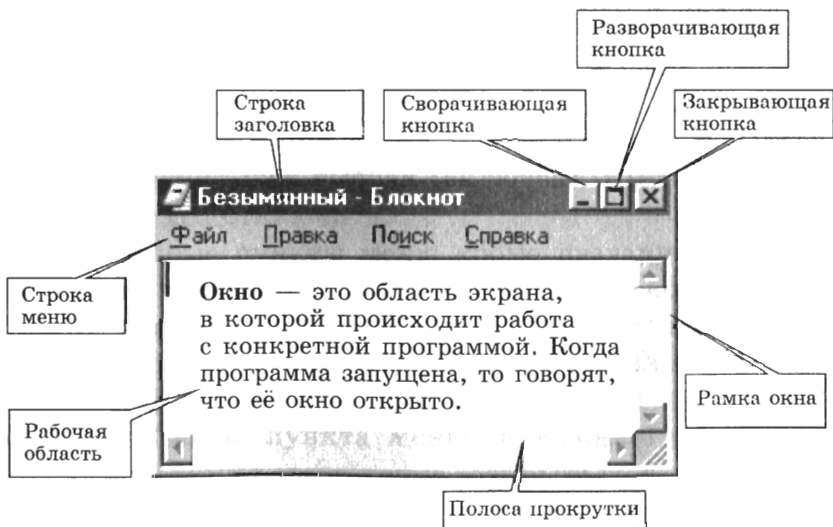 Разворачивающая
кнопка
Строка
заголовка
Сворачивающая
кнопка
Закрывающая
кнопка
Безымянный - Блокнот
Файл Правка Поиск Справка
Строка
меню
Окно — это область экрана,
в которой происходит работа
с конкретной программой. Когда
программа запущена, то говорят,
что её окно открыто.
Рамка окна
Рабочая
область
Полоса прокрутки